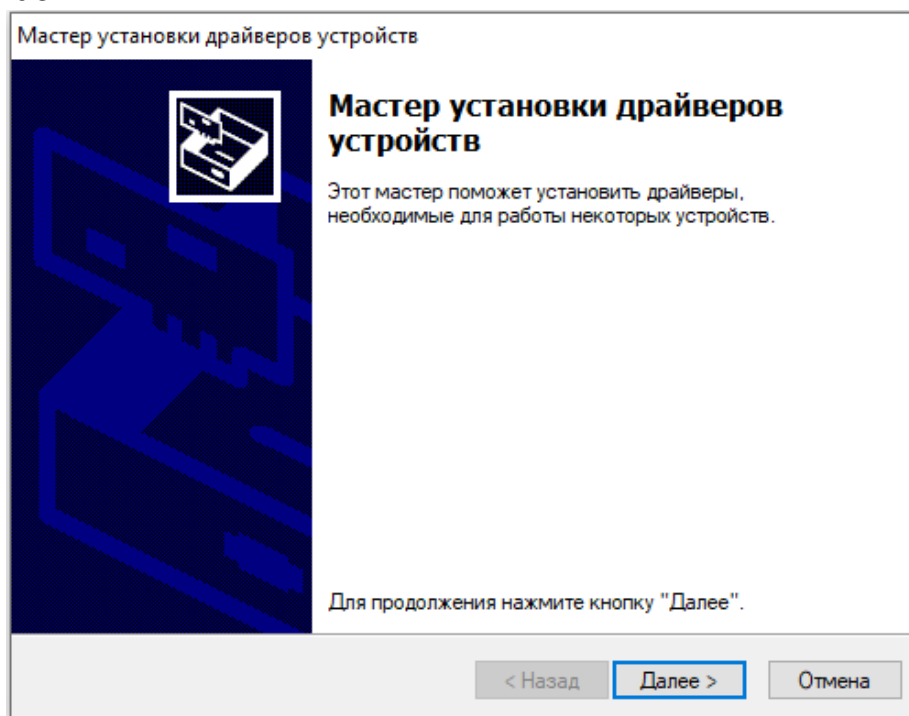 Мастер установки драйверов устройств
Мастер установки драйверов
устройств
Этот мастер поможет установить драйверы,
необходимые для работы некоторых устройств.
Для продолжения нажмите кнопку "Далее".
< Назад
Далее >
Отмена